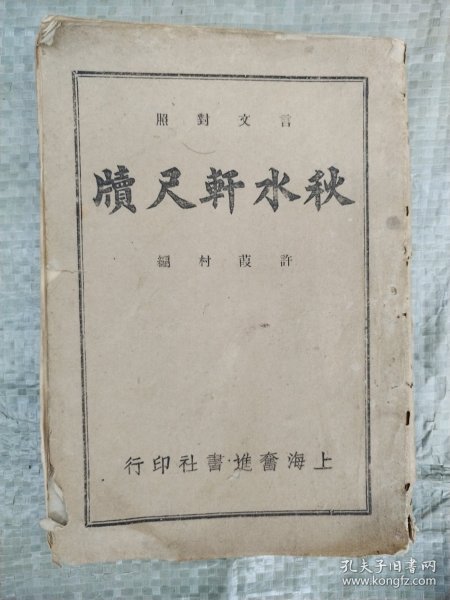 言文對照
秋水軒尺牘
許葭村編
上海奮進書社印行
孔夫子旧书网
www.kongfz.com